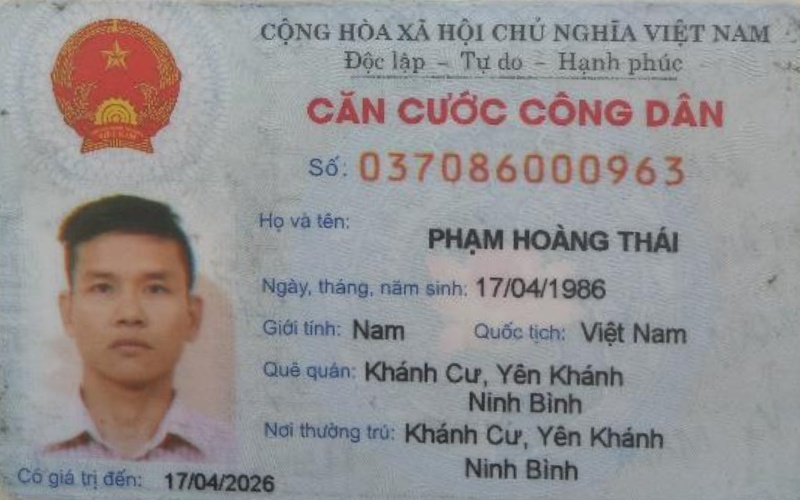 CỘNG HÒA XÃ HỘI CHỦ NGHĨA VIỆT NAM
Độc lập - Tự do - Hạnh phúc
CĂN CƯỚC CÔNG DÂN
Số: 037086000963
Họ và tên:
PHẠM HOÀNG THÁI
Ngày, tháng, năm sinh: 17/04/1986
Giới tính: Nam Quốc tịch: Việt Nam
Quê quán: Khánh Cư, Yên Khánh
Ninh Bình
Nơi thường trú: Khánh Cư, Yên Khánh
Ninh Bình
Có giá trị đến: 17/04/2026